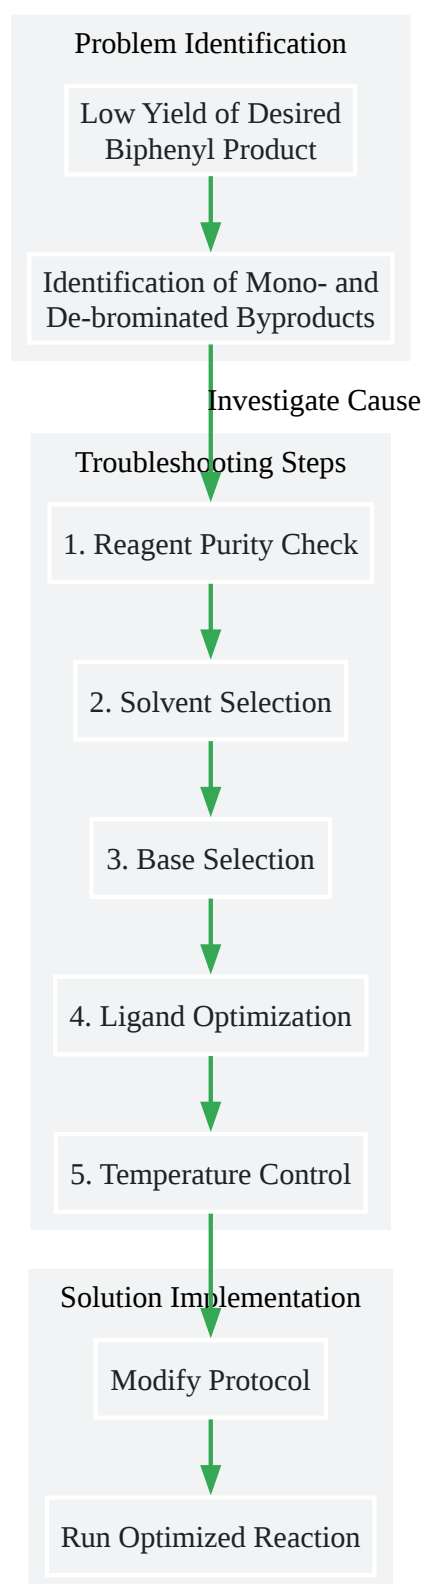 Problem Identification
Low Yield of Desired
Biphenyl Product
Identification of Mono- and
De-brominated Byproducts
Investigate Cause
Troubleshooting Steps
1. Reagent Purity Check
2. Solvent Selection
3. Base Selection
4. Ligand Optimization
5. Temperature Control
Solution Implementation
Modify Protocol
Run Optimized Reaction